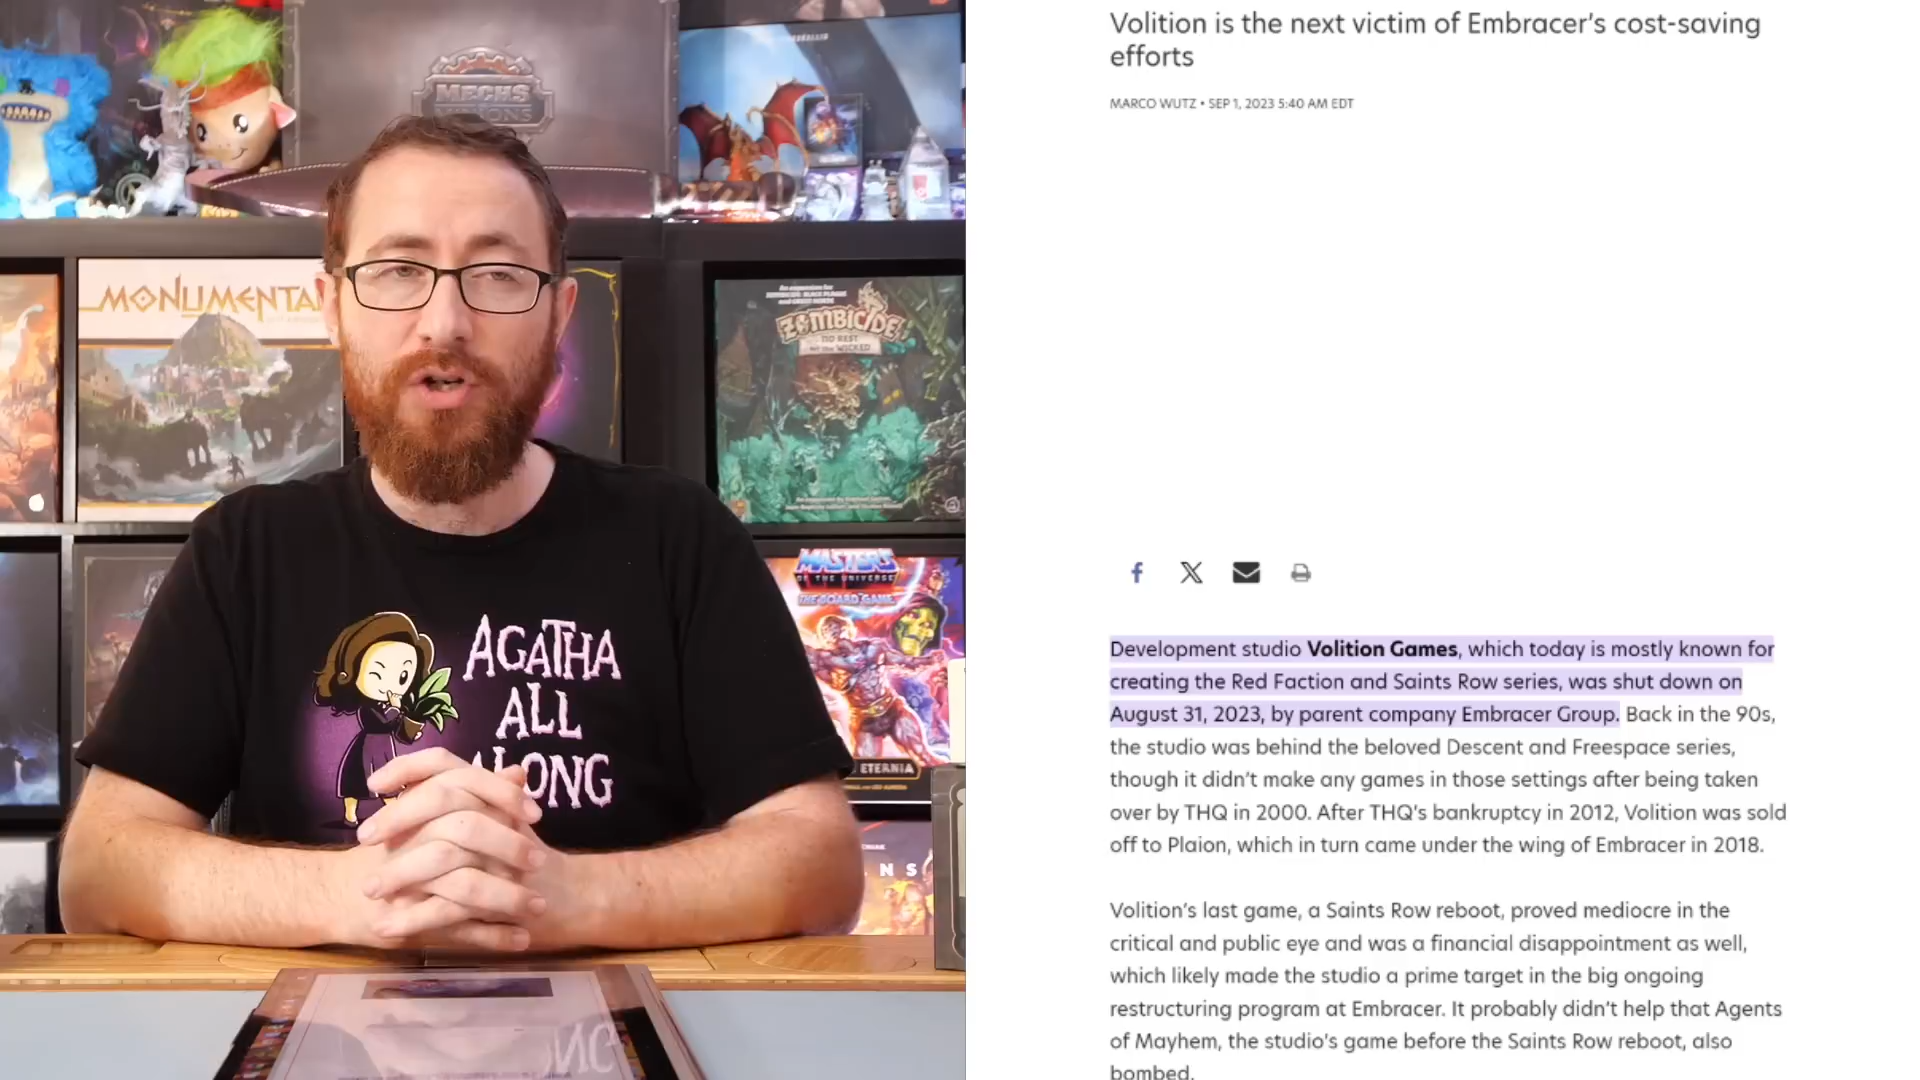 MECHS
MONUMENTAL
An expansion for
ZOMBICIDE: BLACK PLAGUE
ZOMBICIDE
NO REST
FOR THE WICKED
MASTERS
OF THE UNIVERSE
THE BOARD GAME
ETERNIA
AGATHA
ALL
ALONG
NS
Volition is the next victim of Embracer’s cost-saving
efforts
MARCO WUTZ • SEP 1, 2023 5:40 AM EDT
Development studio Volition Games, which today is mostly known for
creating the Red Faction and Saints Row series, was shut down on
August 31, 2023, by parent company Embracer Group. Back in the 90s,
the studio was behind the beloved Descent and Freespace series,
though it didn’t make any games in those settings after being taken
over by THQ in 2000. After THQ’s bankruptcy in 2012, Volition was sold
off to Plaion, which in turn came under the wing of Embracer in 2018.
Volition’s last game, a Saints Row reboot, proved mediocre in the
critical and public eye and was a financial disappointment as well,
which likely made the studio a prime target in the big ongoing
restructuring program at Embracer. It probably didn’t help that Agents
of Mayhem, the studio’s game before the Saints Row reboot, also
bombed.